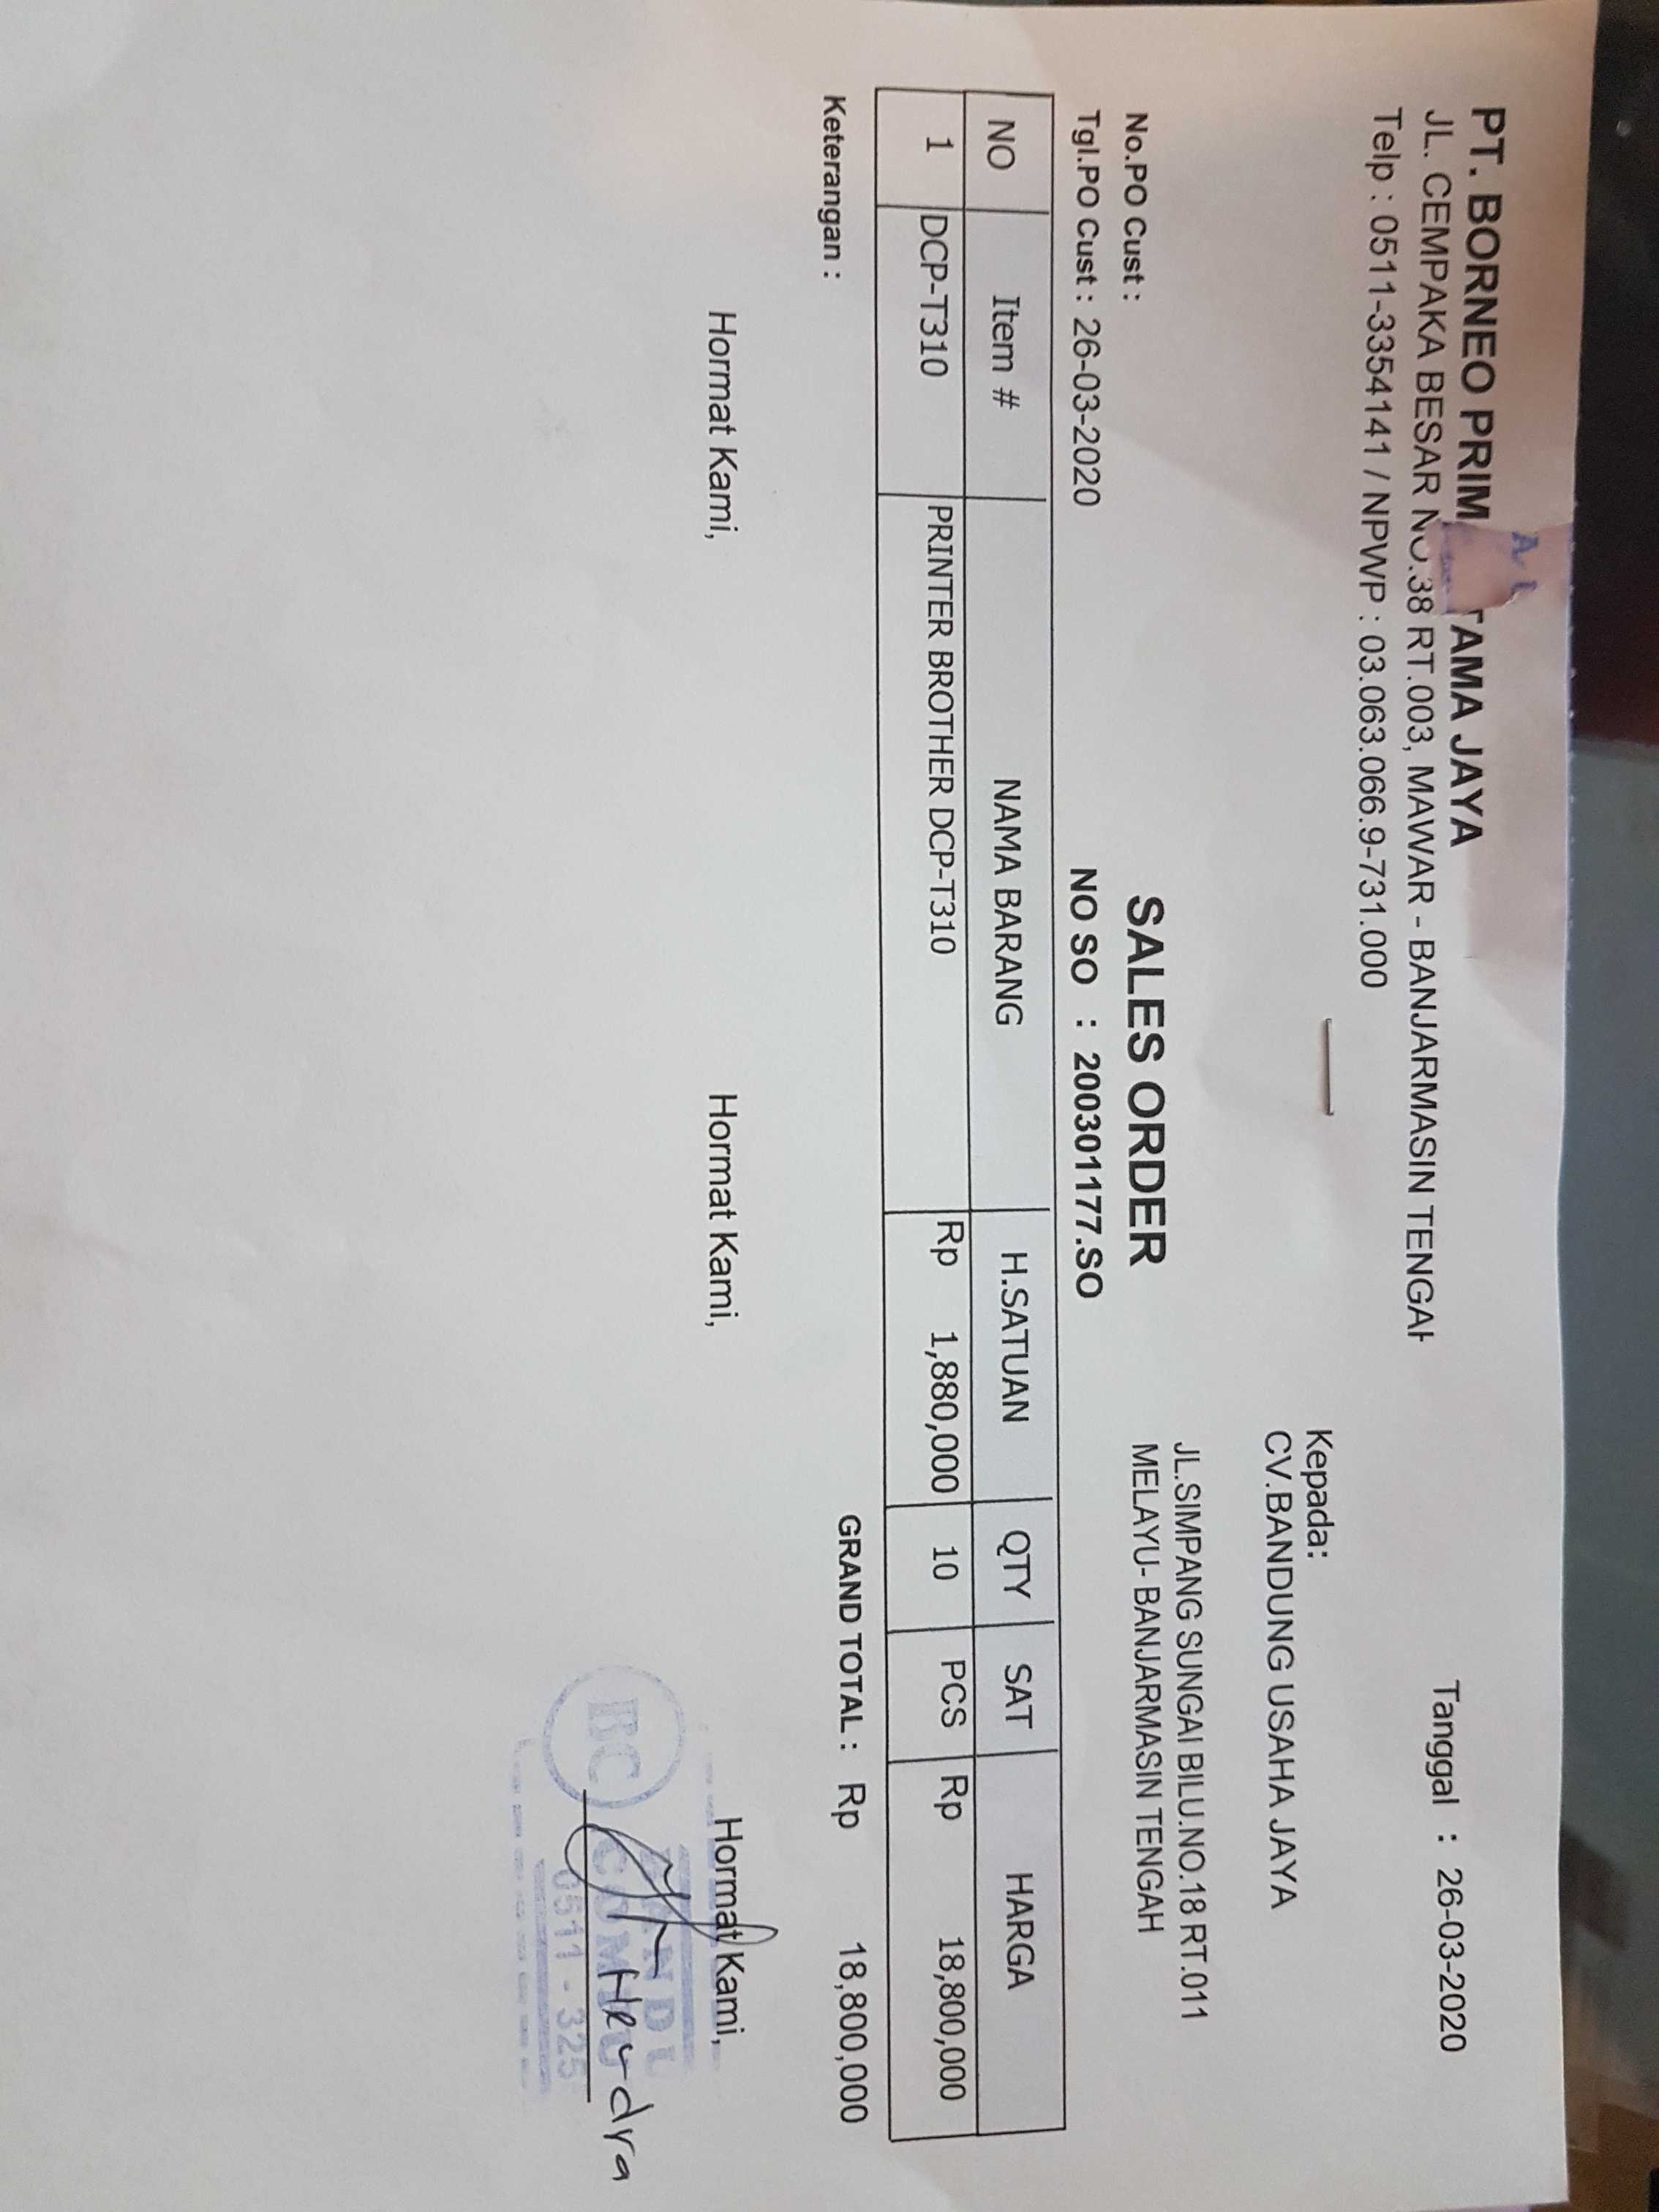 PT. BORNEO PRIM TAMA JAYA
JL. CEMPAKA BESAR NO.38 RT.003, MAWAR - BANJARMASIN TENGAH
Telp : 0511-3354141 / NPWP : 03.063.066.9-731.000
Tanggal : 26-03-2020
Kepada:
CV.BANDUNG USAHA JAYA
JL.SIMPANG SUNGAI BILU.NO.18 RT.011
MELAYU- BANJARMASIN TENGAH
SALES ORDER
No.PO Cust :
Tgl.PO Cust : 26-03-2020
NO SO : 200301177.SO
NO Item # NAMA BARANG H.SATUAN QTY SAT HARGA
1 DCP-T310 PRINTER BROTHER DCP-T310 Rp 1,880,000 10 PCS Rp 18,800,000
Keterangan :
GRAND TOTAL : Rp 18,800,000
Hormat Kami, Hormat Kami, Hormat Kami,
BC
0511 - 325
Hendra